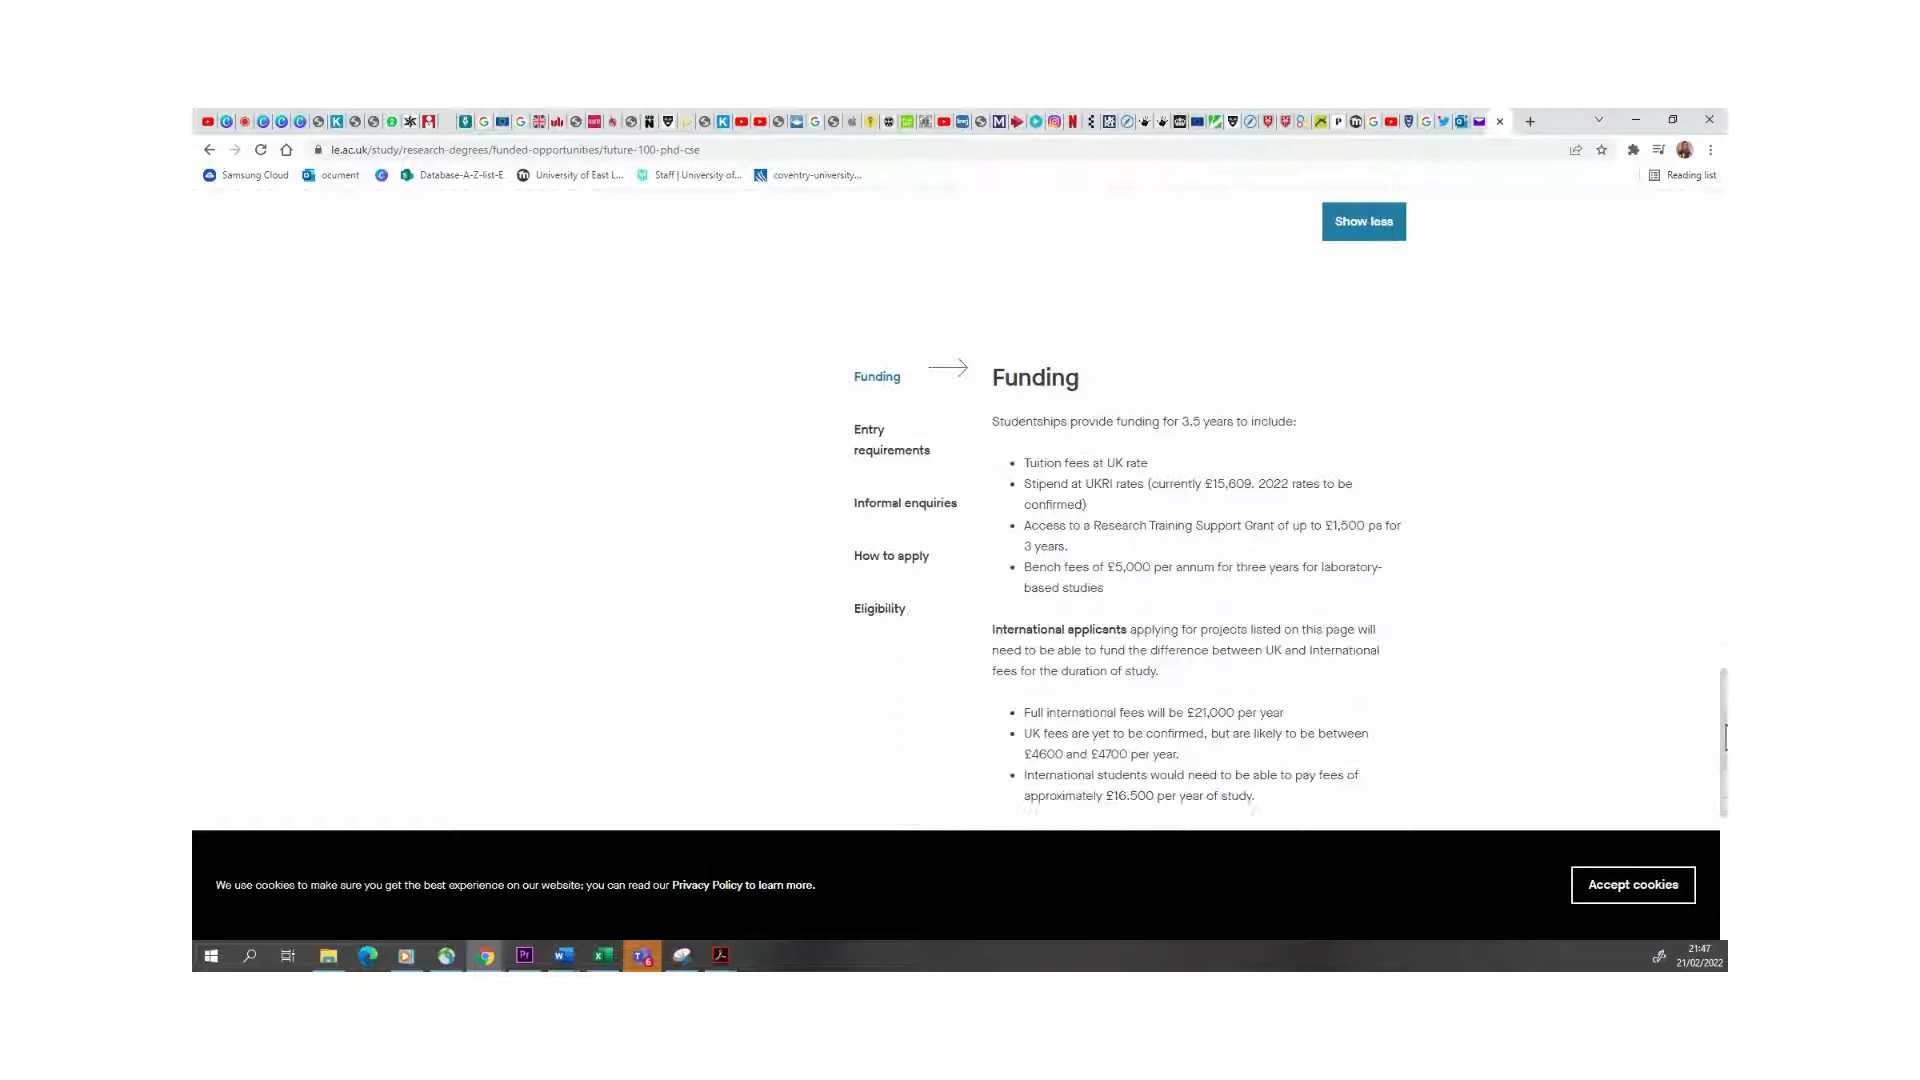 le.ac.uk/study/research-degrees/funded-opportunities/future-100-phd-cse
Samsung Cloud ocument Database-A-Z-list-E University of East L... Staff | University of... coventry-university... Reading list
Show less
Funding
Entry
requirements
Informal enquiries
How to apply
Eligibility
Funding
Studentships provide funding for 3.5 years to include:
• Tuition fees at UK rate
• Stipend at UKRI rates (currently £15,609. 2022 rates to be
confirmed)
• Access to a Research Training Support Grant of up to £1,500 pa for
3 years.
• Bench fees of £5,000 per annum for three years for laboratory-
based studies
International applicants applying for projects listed on this page will
need to be able to fund the difference between UK and International
fees for the duration of study.
• Full international fees will be £21,000 per year
• UK fees are yet to be confirmed, but are likely to be between
£4600 and £4700 per year.
• International students would need to be able to pay fees of
approximately £16.500 per year of study.
We use cookies to make sure you get the best experience on our website; you can read our Privacy Policy to learn more.
Accept cookies
21:47
21/02/2022